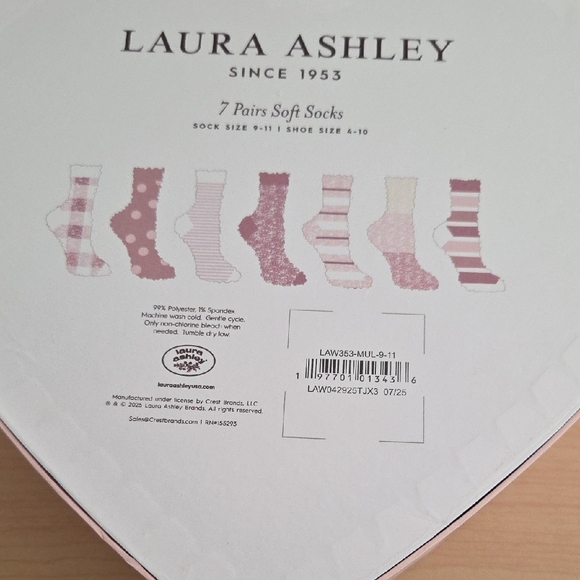 LAURA ASHLEY
SINCE 1953
7 Pairs Soft Socks
SOCK SIZE 9-11 | SHOE SIZE 4-10
99% Polyester, 1% Spandex
Machine wash cold. Gentle cycle.
Only non-chlorine bleach when
needed. Tumble dry low.
laura
ashley
lauraashleyusa.com
Manufactured under license by Crest Brands, LLC.
® & © 2025 Laura Ashley Brands. All rights reserved.
Sales@Crestbrands.com | RN#155293
LAW353-MUL-9-11
1 97701 01343 6
LAW042925TJX3 07/25